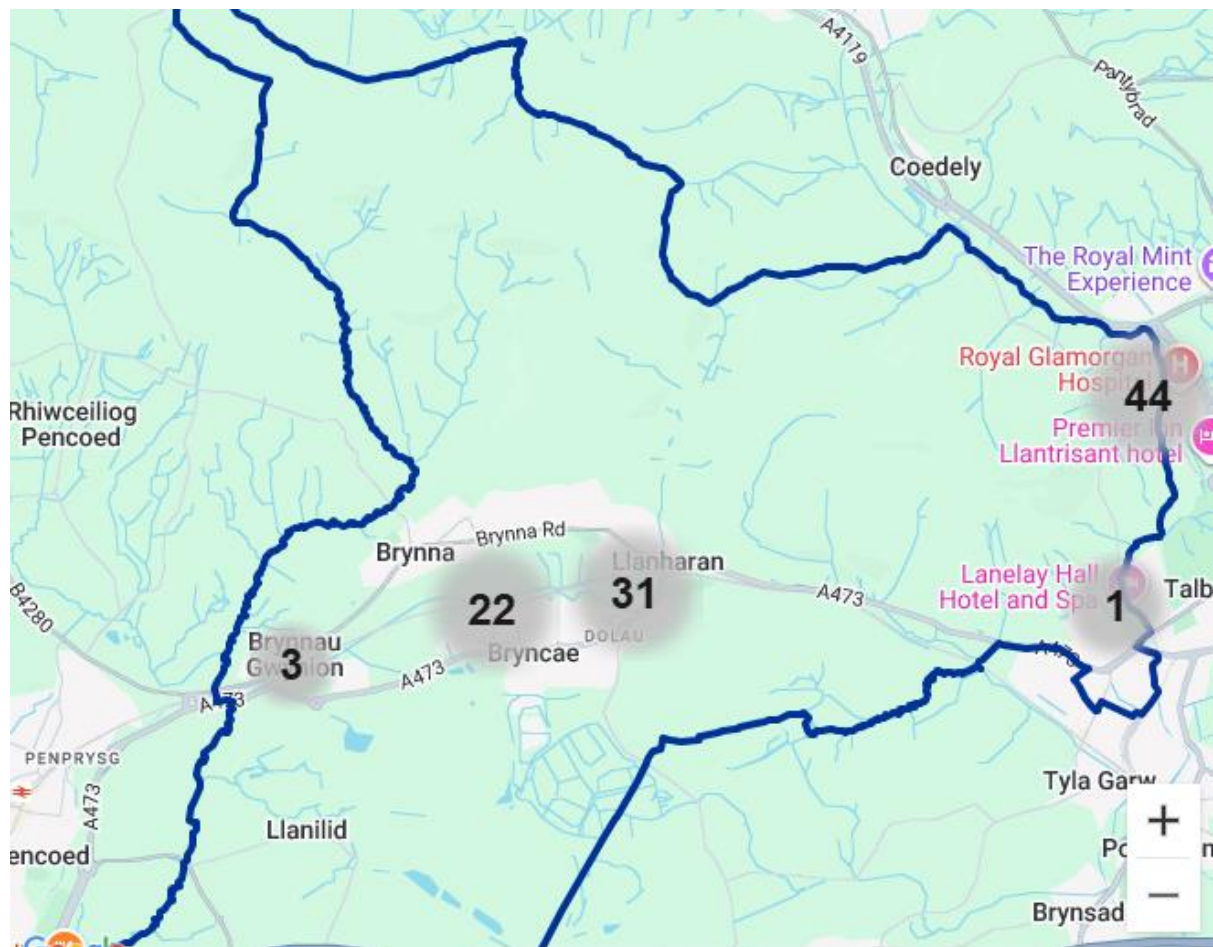 A4119
Pantybrad
Coedely
The Royal Mint
Experience
Royal Glamorgan
Hospital
44
Premier Inn
Llantrisant hotel
Rhiwceiliog
Pencoed
Brynna Rd
Brynna
Llanharan
31
22
A473
Lanelay Hall
Hotel and Spa
1
Talb
B4280
Brynnau
Gwynion
3
DOLAU
Bryncae
A473
A473
A473
PENPRYSG
A473
Tyla Garw
+
Llanilid
encoed
Po
n
−
Brynsad